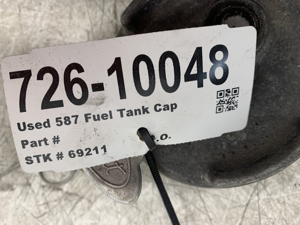 726-10048
Used 587 Fuel Tank Cap
Part #
.o.
STK # 69211